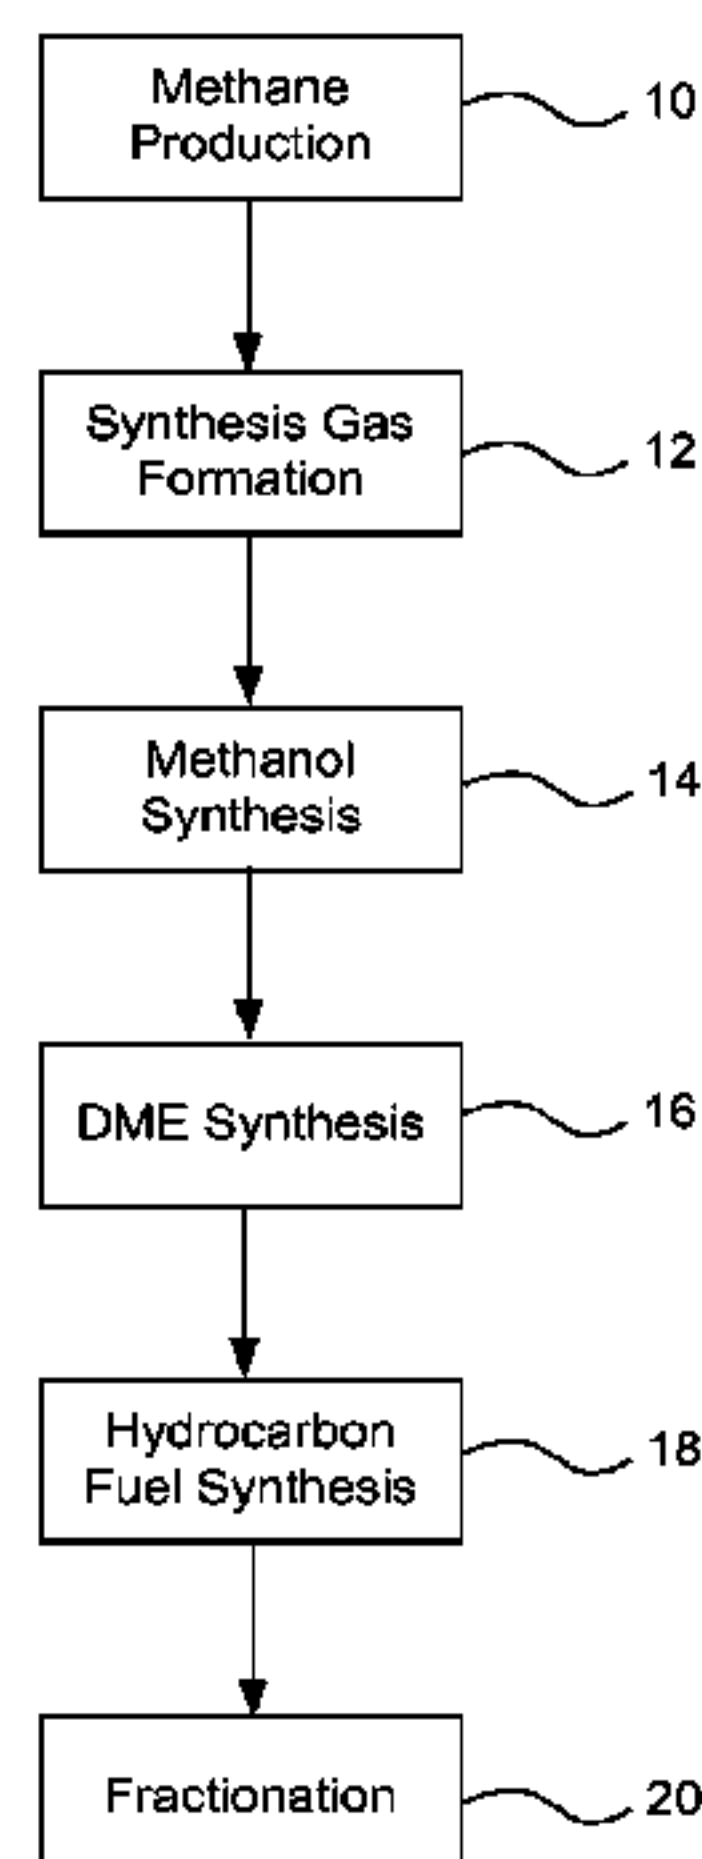 Methane
Production
10
Synthesis Gas
Formation
12
Methanol
Synthesis
14
DME Synthesis
16
Hydrocarbon
Fuel Synthesis
18
Fractionation
20